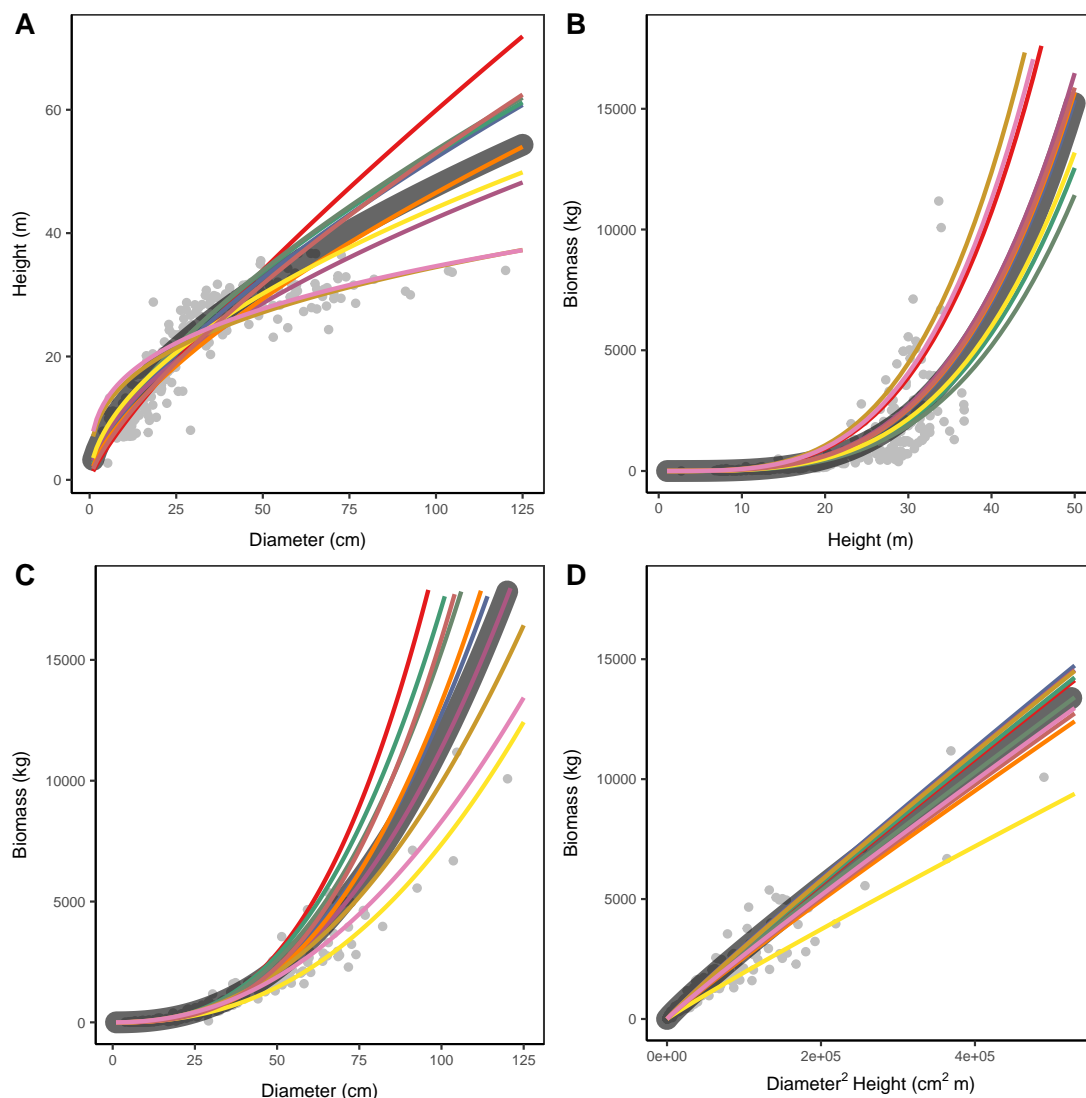 A
Height (m)
60
40
20
0
0 25 50 75 100 125
Diameter (cm)
B
Biomass (kg)
15000
10000
5000
0
0 10 20 30 40 50
Height (m)
C
Biomass (kg)
15000
10000
5000
0
0 25 50 75 100 125
Diameter (cm)
D
Biomass (kg)
15000
10000
5000
0
0e+00 2e+05 4e+05
Diameter² Height (cm² m)